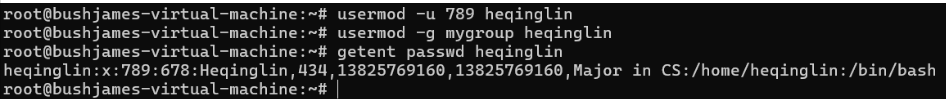 root@bushjames-virtual-machine:~# usermod -u 789 heqinglin
root@bushjames-virtual-machine:~# usermod -g mygroup heqinglin
root@bushjames-virtual-machine:~# getent passwd heqinglin
heqinglin:x:789:678:Heqinglin,434,13825769160,13825769160,Major in CS:/home/heqinglin:/bin/bash
root@bushjames-virtual-machine:~#